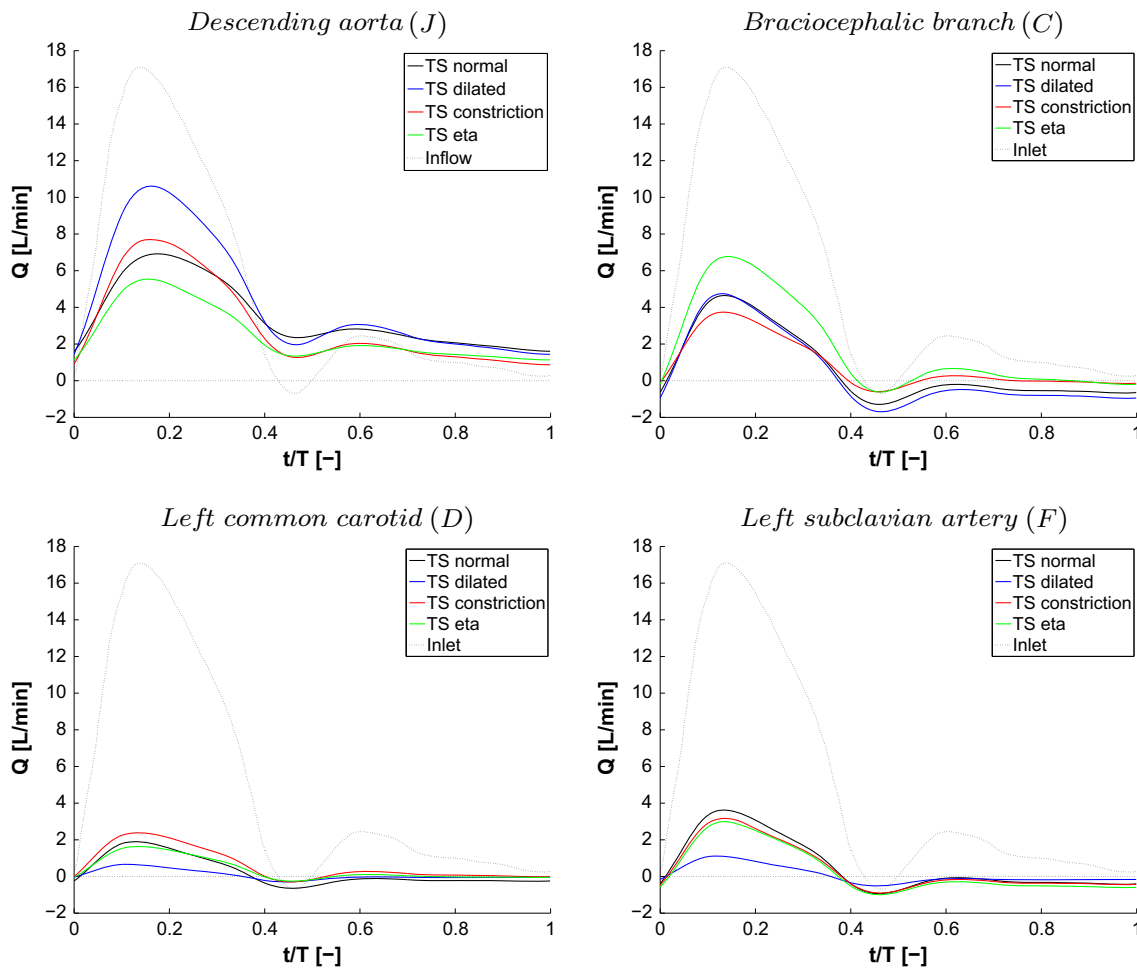 Descending aorta (J)
18
16
14
12
10
8
6
4
2
0
−2
Q [L/min]
TS normal
TS dilated
TS constriction
TS eta
Inflow
0
0.2
0.4
0.6
0.8
1
t/T [−]
Braciocephalic branch (C)
18
16
14
12
10
8
6
4
2
0
−2
Q [L/min]
TS normal
TS dilated
TS constriction
TS eta
Inlet
0
0.2
0.4
0.6
0.8
1
t/T [−]
Left common carotid (D)
18
16
14
12
10
8
6
4
2
0
−2
Q [L/min]
TS normal
TS dilated
TS constriction
TS eta
Inlet
0
0.2
0.4
0.6
0.8
1
t/T [−]
Left subclavian artery (F)
18
16
14
12
10
8
6
4
2
0
−2
Q [L/min]
TS normal
TS dilated
TS constriction
TS eta
Inlet
0
0.2
0.4
0.6
0.8
1
t/T [−]